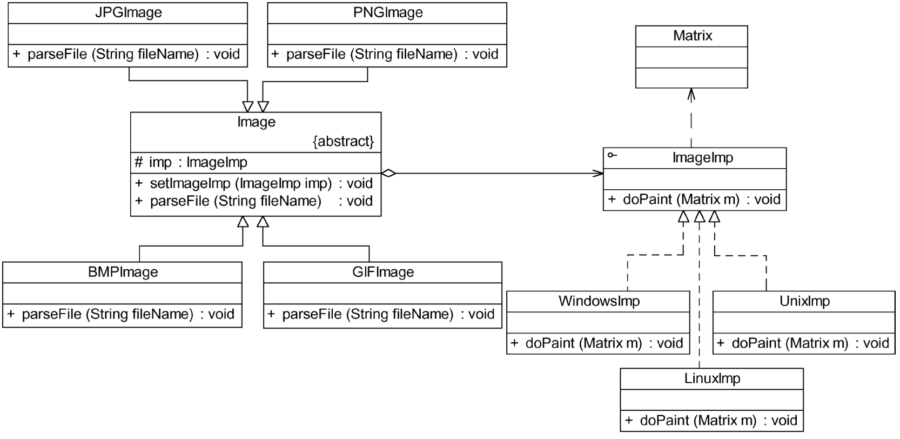 JPGImage
+ parseFile (String fileName) : void
PNGImage
+ parseFile (String fileName) : void
Matrix
Image
{abstract}
# imp : ImageImp
+ setImageImp (ImageImp imp) : void
+ parseFile (String fileName) : void
ImageImp
+ doPaint (Matrix m) : void
BMPImage
+ parseFile (String fileName) : void
GIFImage
+ parseFile (String fileName) : void
WindowsImp
+ doPaint (Matrix m) : void
UnixImp
+ doPaint (Matrix m) : void
LinuxImp
+ doPaint (Matrix m) : void